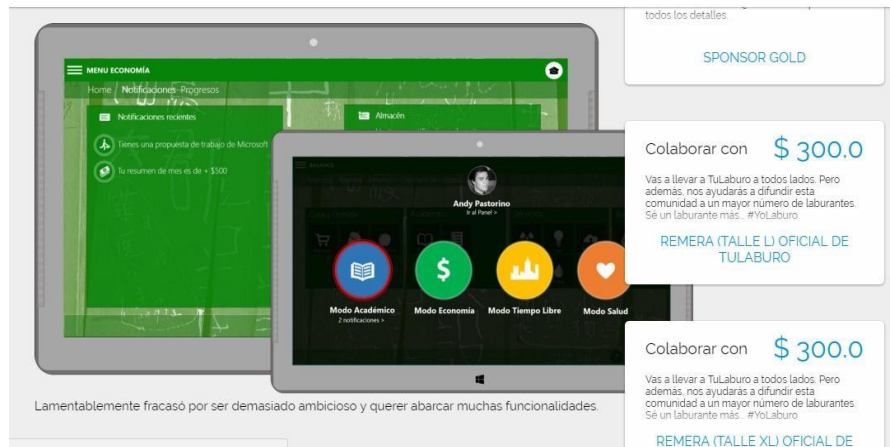 todos los detalles.
SPONSOR GOLD
MENU ECONOMÍA
Home Notificaciones Progresos
Notificaciones recientes
Tienes una propuesta de trabajo de Microsoft
Tu resumen de mes es de + $500
Almacén
Andy Pastorino
Ir al Panel >
Modo Académico
2 notificaciones >
Modo Economía
Modo Tiempo Libre
Modo Salud
Lamentablemente fracasó por ser demasiado ambicioso y querer abarcar muchas funcionalidades.
Colaborar con $ 300.0
Vas a llevar a TuLaburo a todos lados. Pero
además, nos ayudarás a difundir esta
comunidad a un mayor número de laburantes.
Sé un laburante más... #YoLaburo
REMERA (TALLE L) OFICIAL DE
TULABURO
Colaborar con $ 300.0
Vas a llevar a TuLaburo a todos lados. Pero
además, nos ayudarás a difundir esta
comunidad a un mayor número de laburantes.
Sé un laburante más... #YoLaburo
REMERA (TALLE XL) OFICIAL DE